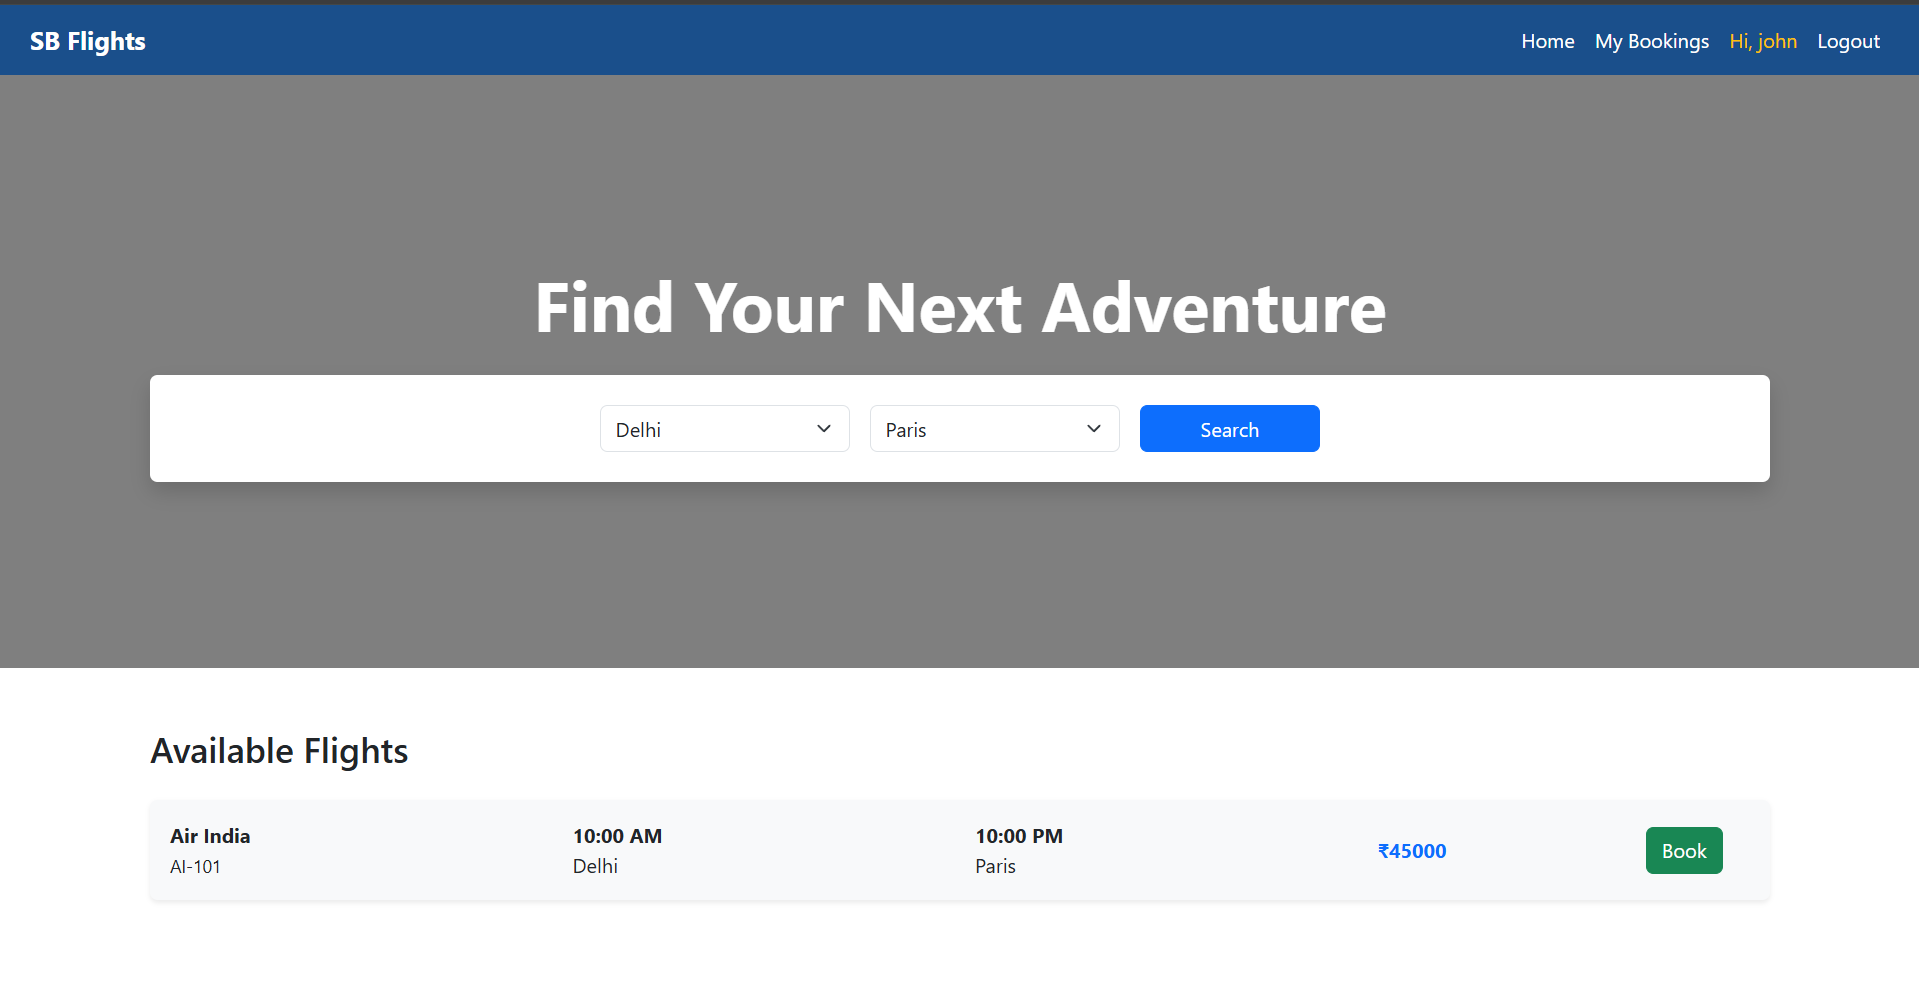 SB Flights
Home My Bookings Hi, john Logout
Find Your Next Adventure
Delhi Paris Search
Available Flights
Air India 10:00 AM 10:00 PM ₹45000 Book
AI-101 Delhi Paris